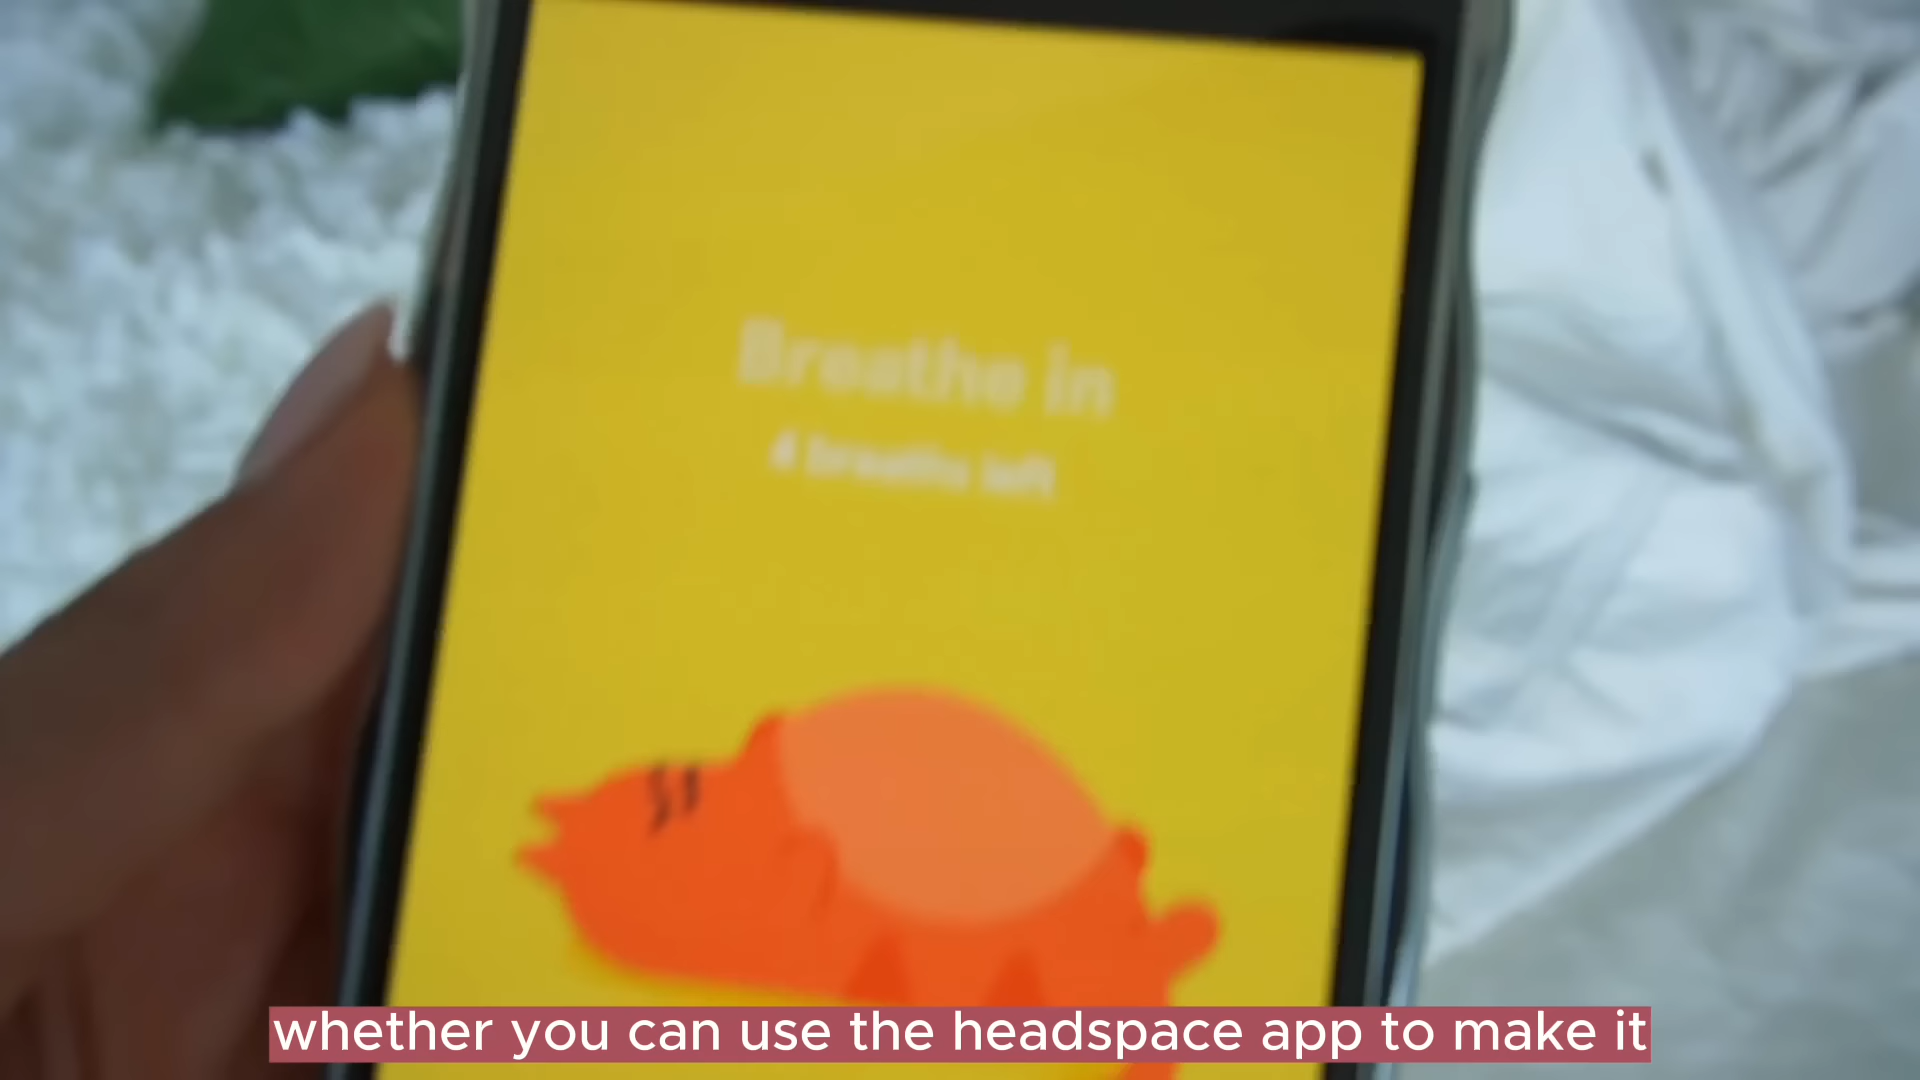 Breathe in
4 breaths left
whether you can use the headspace app to make it